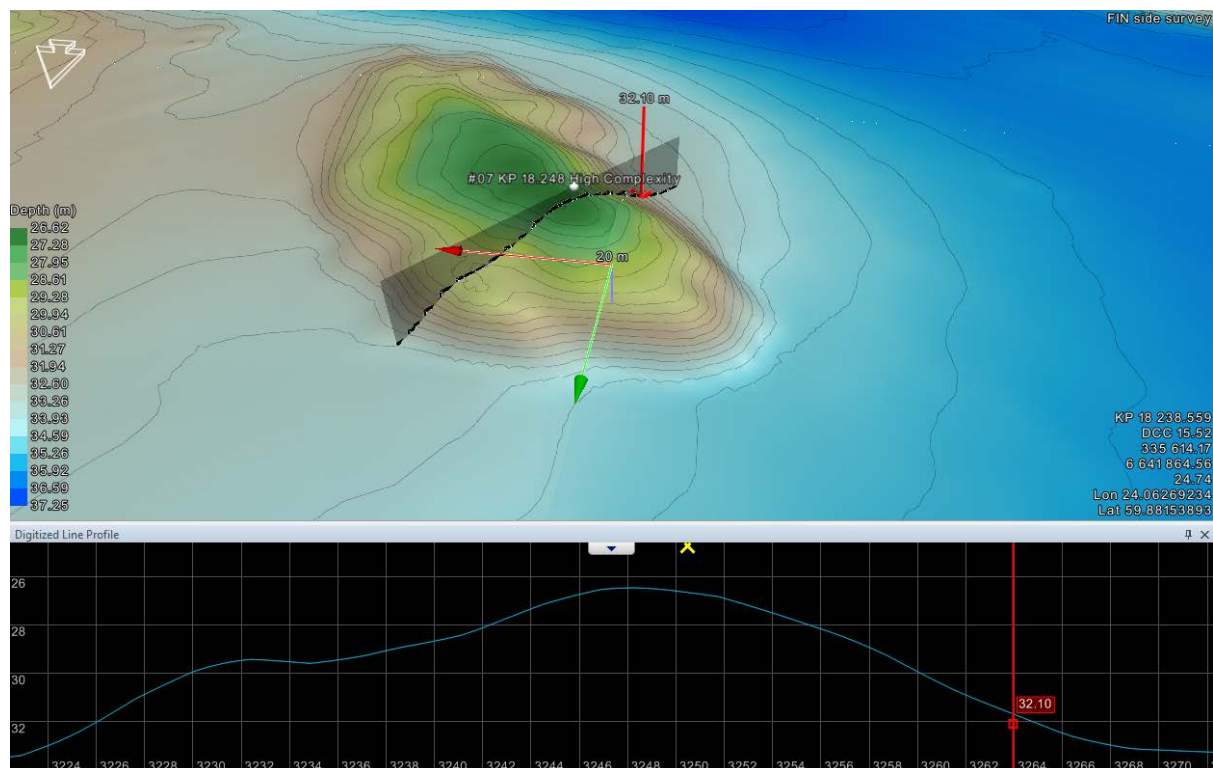 FIN side survey
32.10 m
#07 KP 18.248 High Complexity
20 m
Depth (m)
26.62
27.28
27.95
28.61
29.28
29.94
30.61
31.27
31.94
32.60
33.26
33.93
34.59
35.26
35.92
36.59
37.25
KP 18 238.559
DCC 15.52
335 614.17
6 641 864.56
24.74
Lon 24.06269234
Lat 59.88153893
Digitized Line Profile
26
28
30
32
32.10
3224 3226 3228 3230 3232 3234 3236 3238 3240 3242 3244 3246 3248 3250 3252 3254 3256 3258 3260 3262 3264 3266 3268 3270